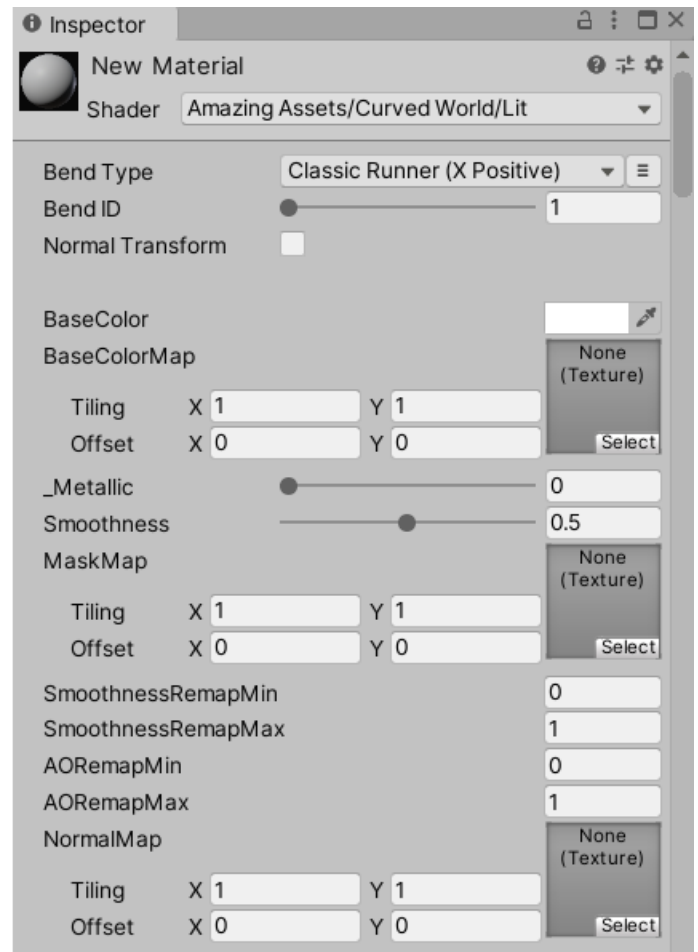 Inspector
New Material
Shader Amazing Assets/Curved World/Lit
Bend Type Classic Runner (X Positive)
Bend ID 1
Normal Transform
BaseColor
BaseColorMap None
(Texture)
Tiling X 1 Y 1
Offset X 0 Y 0 Select
_Metallic 0
Smoothness 0.5
MaskMap None
(Texture)
Tiling X 1 Y 1
Offset X 0 Y 0 Select
SmoothnessRemapMin 0
SmoothnessRemapMax 1
AORemapMin 0
AORemapMax 1
NormalMap None
(Texture)
Tiling X 1 Y 1
Offset X 0 Y 0 Select